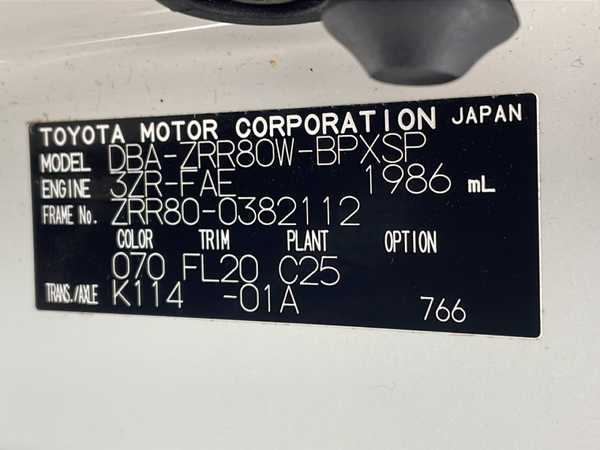 TOYOTA MOTOR CORPORATION JAPAN
MODEL DBA-ZRR80W-BPXSP
ENGINE 3ZR-FAE 1986 mL
FRAME No. ZRR80-0382112
COLOR TRIM PLANT OPTION
070 FL20 C25
TRANS./AXLE K114 -01A 766